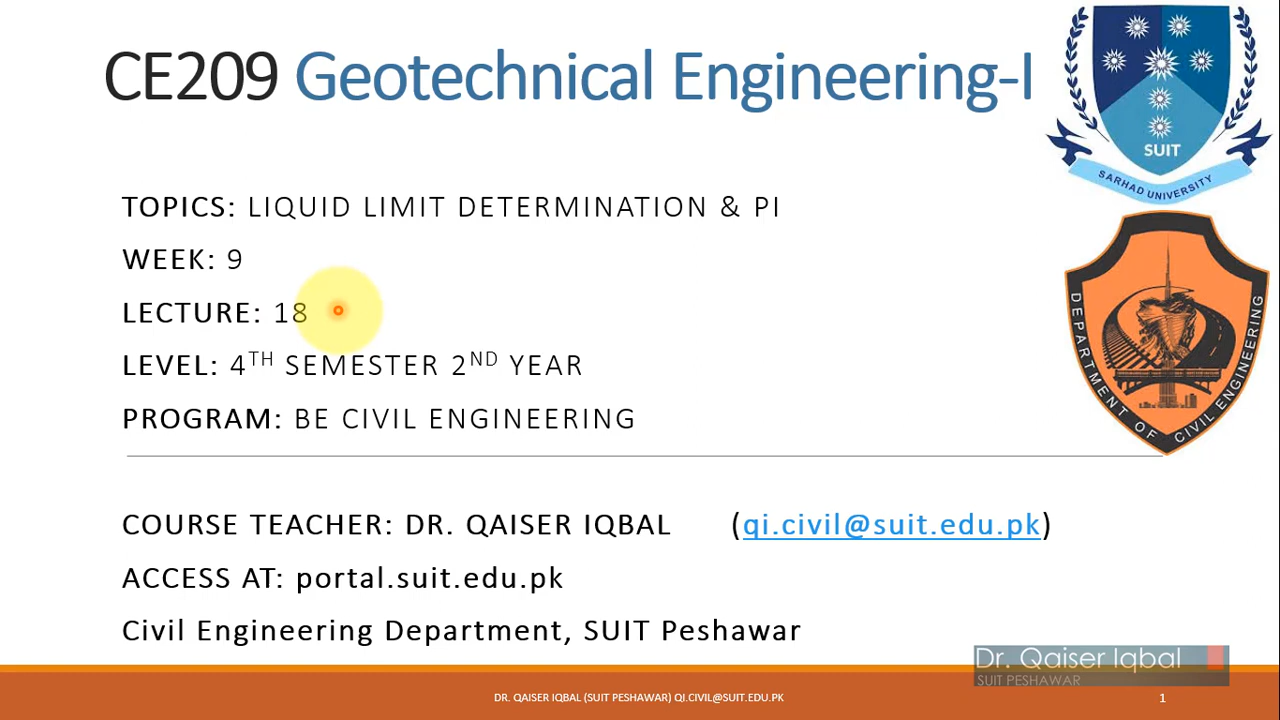 CE209 Geotechnical Engineering-I
SUIT
SARHAD UNIVERSITY
TOPICS: LIQUID LIMIT DETERMINATION & PI
WEEK: 9
LECTURE: 18
LEVEL: 4TH SEMESTER 2ND YEAR
PROGRAM: BE CIVIL ENGINEERING
DEPARTMENT OF CIVIL ENGINEERING
COURSE TEACHER: DR. QAISER IQBAL (qi.civil@suit.edu.pk)
ACCESS AT: portal.suit.edu.pk
Civil Engineering Department, SUIT Peshawar
Dr. Qaiser Iqbal
SUIT PESHAWAR
DR. QAISER IQBAL (SUIT PESHAWAR) QI.CIVIL@SUIT.EDU.PK 1